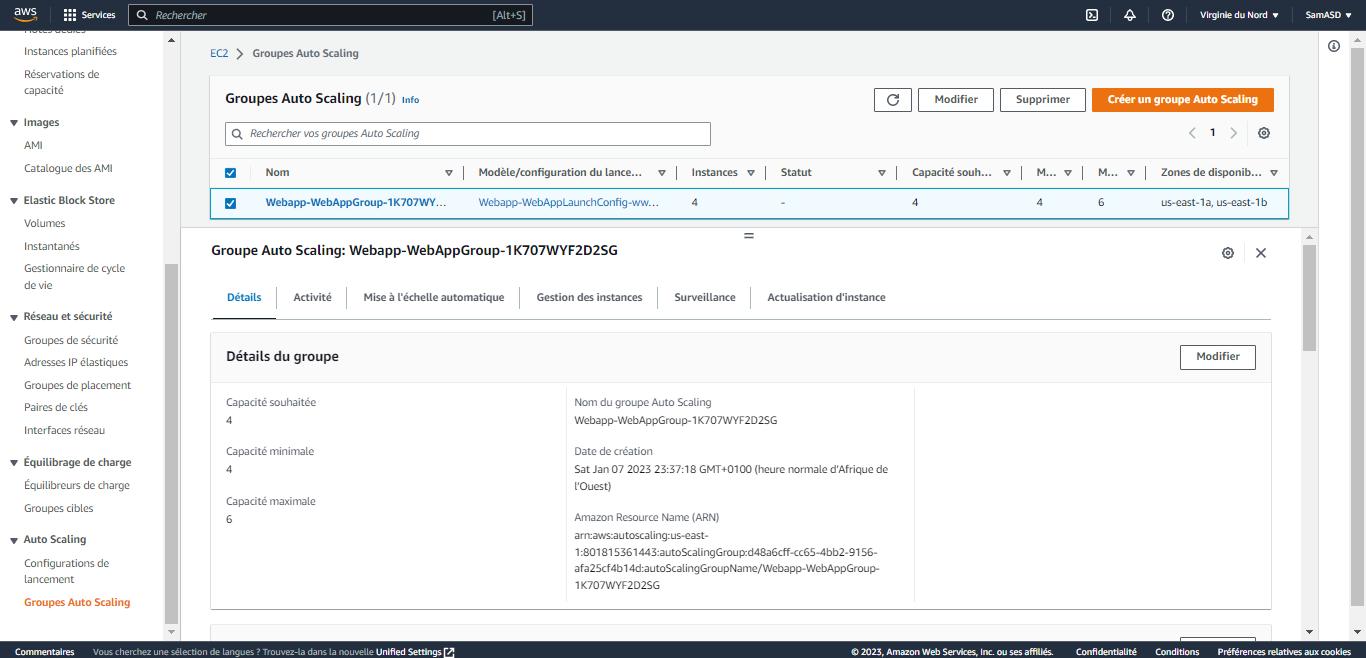 aws Services Rechercher [Alt+S] Virginie du Nord SamASD
Hôtes dédiés
Instances planifiées
Réservations de
capacité
Images
AMI
Catalogue des AMI
Elastic Block Store
Volumes
Instantanés
Gestionnaire de cycle
de vie
Réseau et sécurité
Groupes de sécurité
Adresses IP élastiques
Groupes de placement
Paires de clés
Interfaces réseau
Équilibrage de charge
Équilibreurs de charge
Groupes cibles
Auto Scaling
Configurations de
lancement
Groupes Auto Scaling
EC2 Groupes Auto Scaling
Groupes Auto Scaling (1/1) Info Modifier Supprimer Créer un groupe Auto Scaling
Rechercher vos groupes Auto Scaling 1
Nom Modèle/configuration du lance... Instances Statut Capacité souh... M... M... Zones de disponib...
Webapp-WebAppGroup-1K707WY... Webapp-WebAppLaunchConfig-ww... 4 - 4 4 6 us-east-1a, us-east-1b
Groupe Auto Scaling: Webapp-WebAppGroup-1K707WYF2D2SG
Détails Activité Mise à l'échelle automatique Gestion des instances Surveillance Actualisation d'instance
Détails du groupe Modifier
Capacité souhaitée
4
Capacité minimale
4
Capacité maximale
6
Nom du groupe Auto Scaling
Webapp-WebAppGroup-1K707WYF2D2SG
Date de création
Sat Jan 07 2023 23:37:18 GMT+0100 (heure normale d'Afrique de
l'Ouest)
Amazon Resource Name (ARN)
arn:aws:autoscaling:us-east-
1:801815361443:autoScalingGroup:d48a6cff-cc65-4bb2-9156-
afa25cf4b14d:autoScalingGroupName/Webapp-WebAppGroup-
1K707WYF2D2SG
Commentaires Vous cherchez une sélection de langues ? Trouvez-la dans la nouvelle Unified Settings © 2023, Amazon Web Services, Inc. ou ses affiliés. Confidentialité Conditions Préférences relatives aux cookies